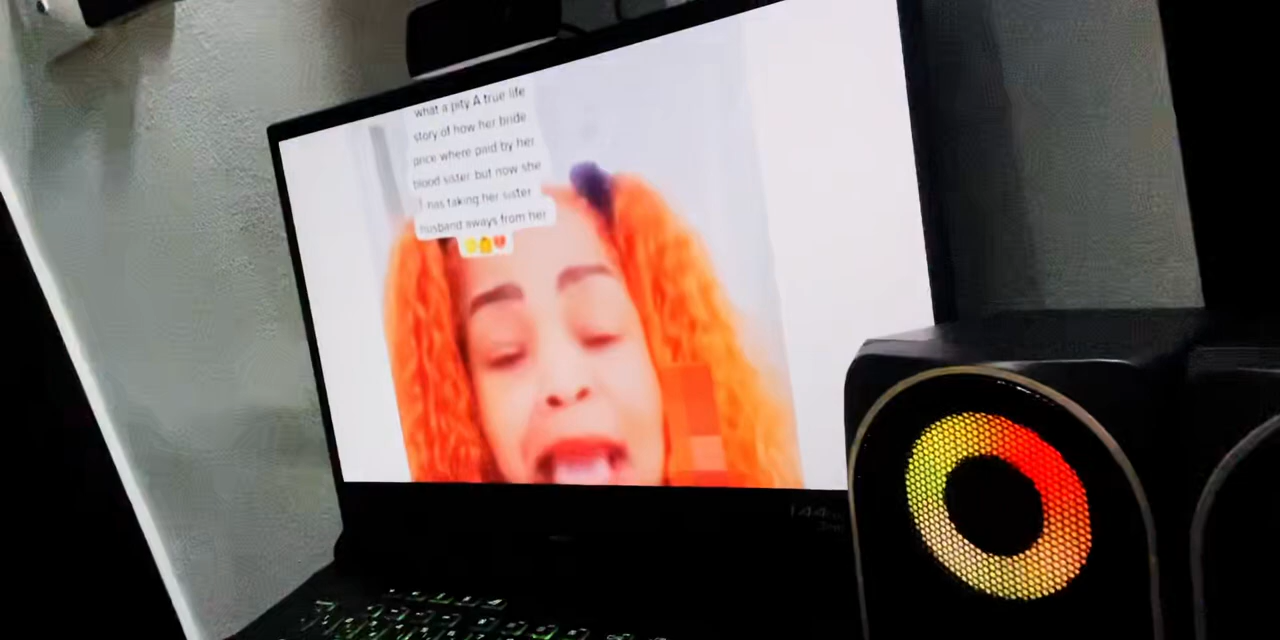 what a pity A true life
story of how her bride
price where paid by her
blood sister but now she
has taking her sister
husband aways from her
🤔🤷💔
144Hz